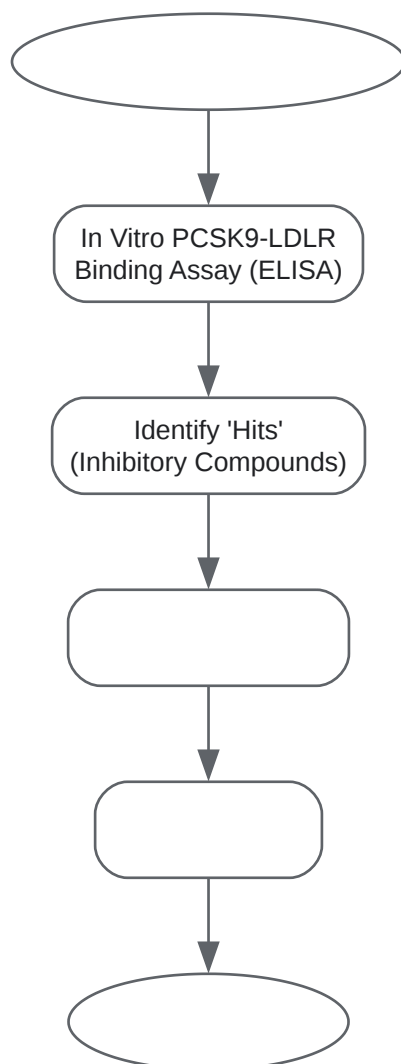 In Vitro PCSK9-LDLR
Binding Assay (ELISA)
Identify 'Hits'
(Inhibitory Compounds)